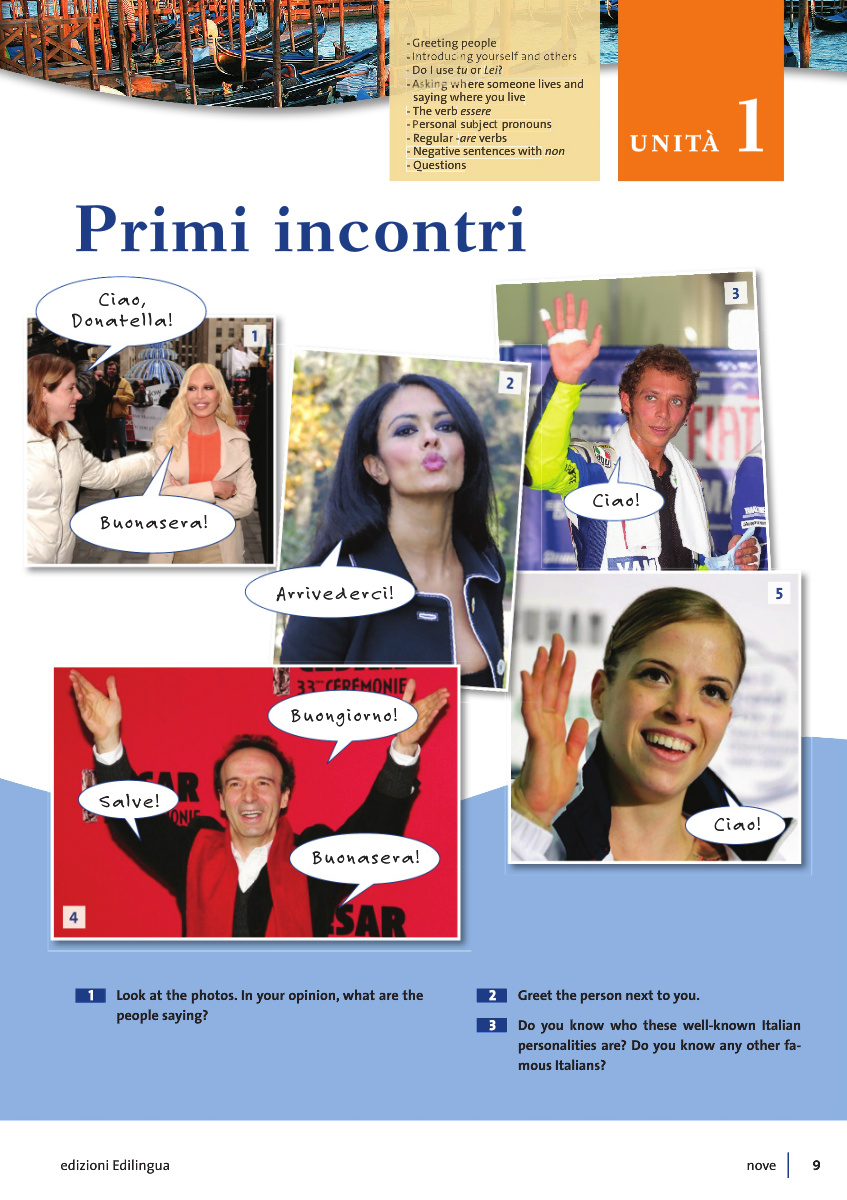 - Greeting people
- Introducing yourself and others
- Do I use tu or Lei?
- Asking where someone lives and
saying where you live
- The verb essere
- Personal subject pronouns
- Regular -are verbs
- Negative sentences with non
- Questions
UNITÀ 1
Primi incontri
Ciao,
Donatella!
1
Buonasera!
2
Arrivederci!
3
FIAT
Ciao!
YAM
33ème CÉRÉMONIE
Buongiorno!
Salve!
Buonasera!
ÉSAR
4
5
Ciao!
1 Look at the photos. In your opinion, what are the
people saying?
2 Greet the person next to you.
3 Do you know who these well-known Italian
personalities are? Do you know any other fa-
mous Italians?
edizioni Edilingua
nove
9